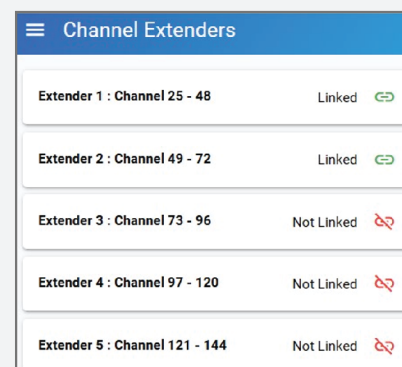 Channel Extenders
Extender 1 : Channel 25 - 48 Linked
Extender 2 : Channel 49 - 72 Linked
Extender 3 : Channel 73 - 96 Not Linked
Extender 4 : Channel 97 - 120 Not Linked
Extender 5 : Channel 121 - 144 Not Linked